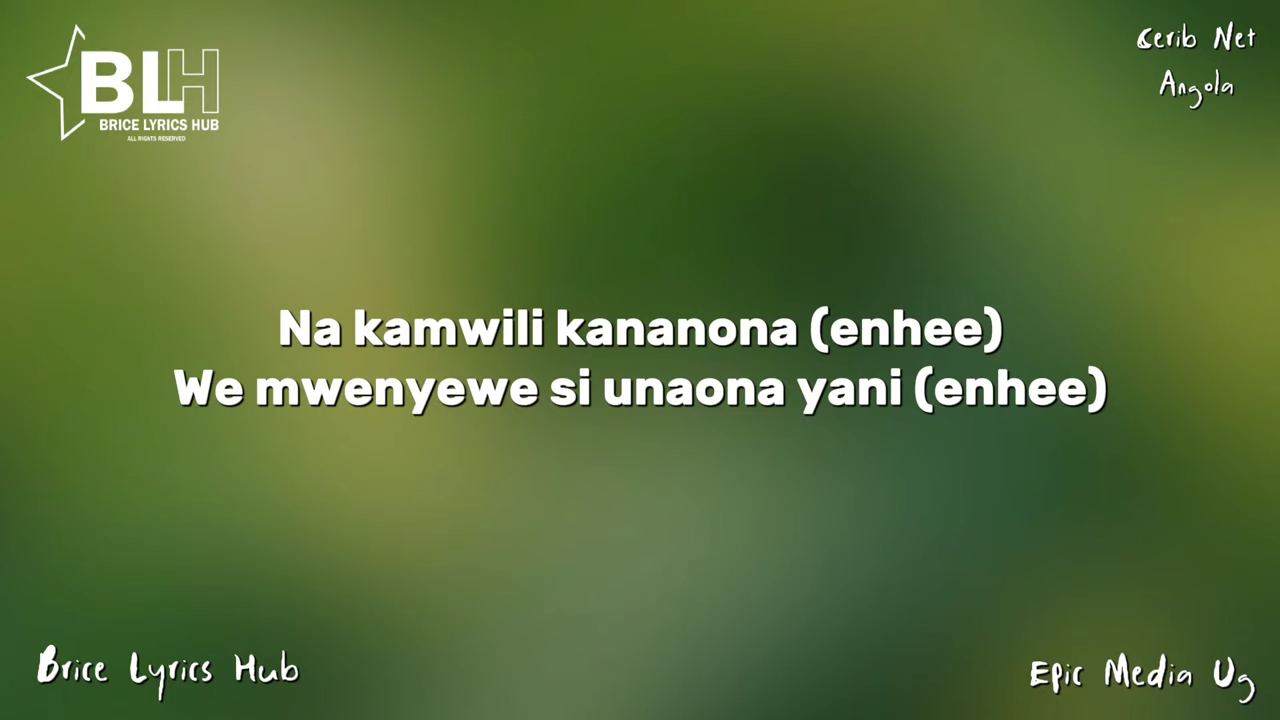 BLH
BRICE LYRICS HUB
ALL RIGHTS RESERVED
Cerib Net
Angola
Na kamwili kananona (enhee)
We mwenyewe si unaona yani (enhee)
Brice Lyrics Hub
Epic Media Ug